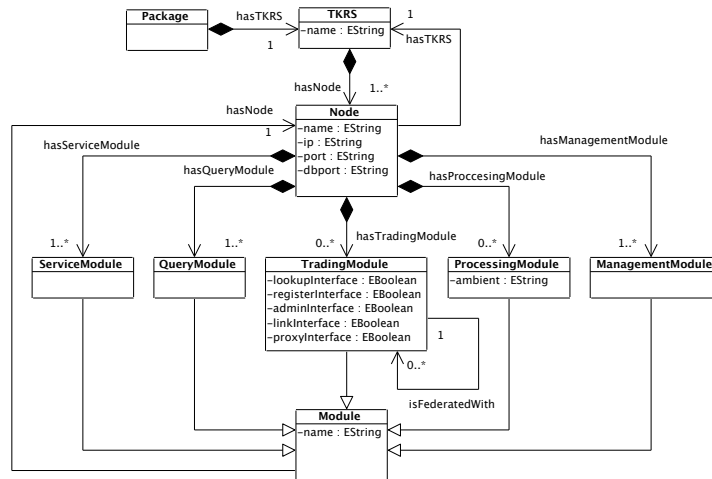 Package
hasTKRS
1
TKRS
-name : EString
1
hasTKRS
hasNode
1..*
hasNode
1
Node
-name : EString
-ip : EString
-port : EString
-dbport : EString
hasServiceModule
hasQueryModule
hasManagementModule
hasProccesingModule
hasTradingModule
1..*
1..*
0..*
0..*
1..*
ServiceModule
QueryModule
TradingModule
-lookupInterface : EBoolean
-registerInterface : EBoolean
-adminInterface : EBoolean
-linkInterface : EBoolean
-proxyInterface : EBoolean
ProcessingModule
-ambient : EString
ManagementModule
1
0..*
isFederatedWith
Module
-name : EString